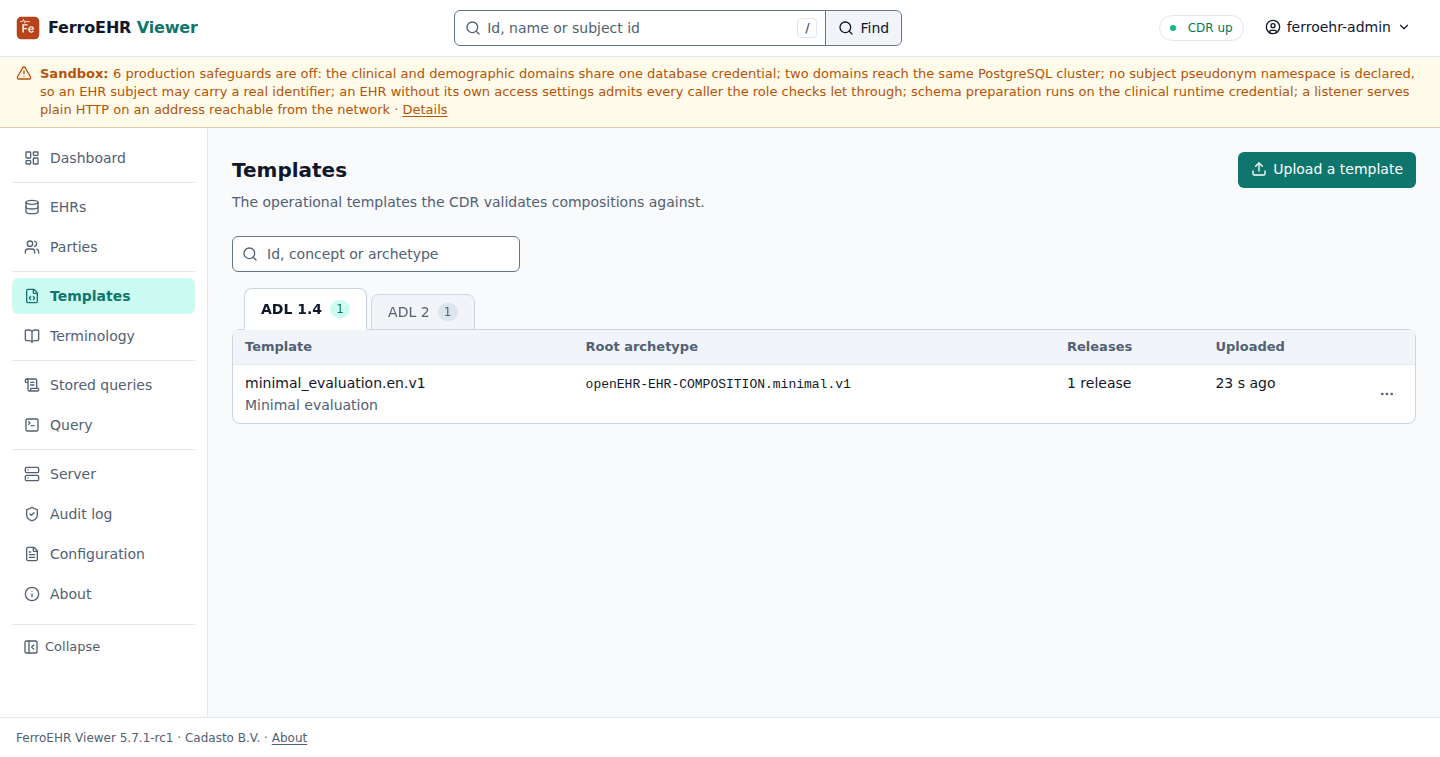 Fe
FerroEHR Viewer
Id, name or subject id
/
Find
CDR up
ferroehr-admin
Sandbox: 6 production safeguards are off: the clinical and demographic domains share one database credential; two domains reach the same PostgreSQL cluster; no subject pseudonym namespace is declared,
so an EHR subject may carry a real identifier; an EHR without its own access settings admits every caller the role checks let through; schema preparation runs on the clinical runtime credential; a listener serves
plain HTTP on an address reachable from the network · Details
Dashboard
EHRs
Parties
Templates
Terminology
Stored queries
Query
Server
Audit log
Configuration
About
Collapse
Templates
Upload a template
The operational templates the CDR validates compositions against.
Id, concept or archetype
ADL 1.4 1
ADL 2 1
Template Root archetype Releases Uploaded
minimal_evaluation.en.v1 openEHR-EHR-COMPOSITION.minimal.v1 1 release 23 s ago
Minimal evaluation
FerroEHR Viewer 5.7.1-rc1 · Cadasto B.V. · About